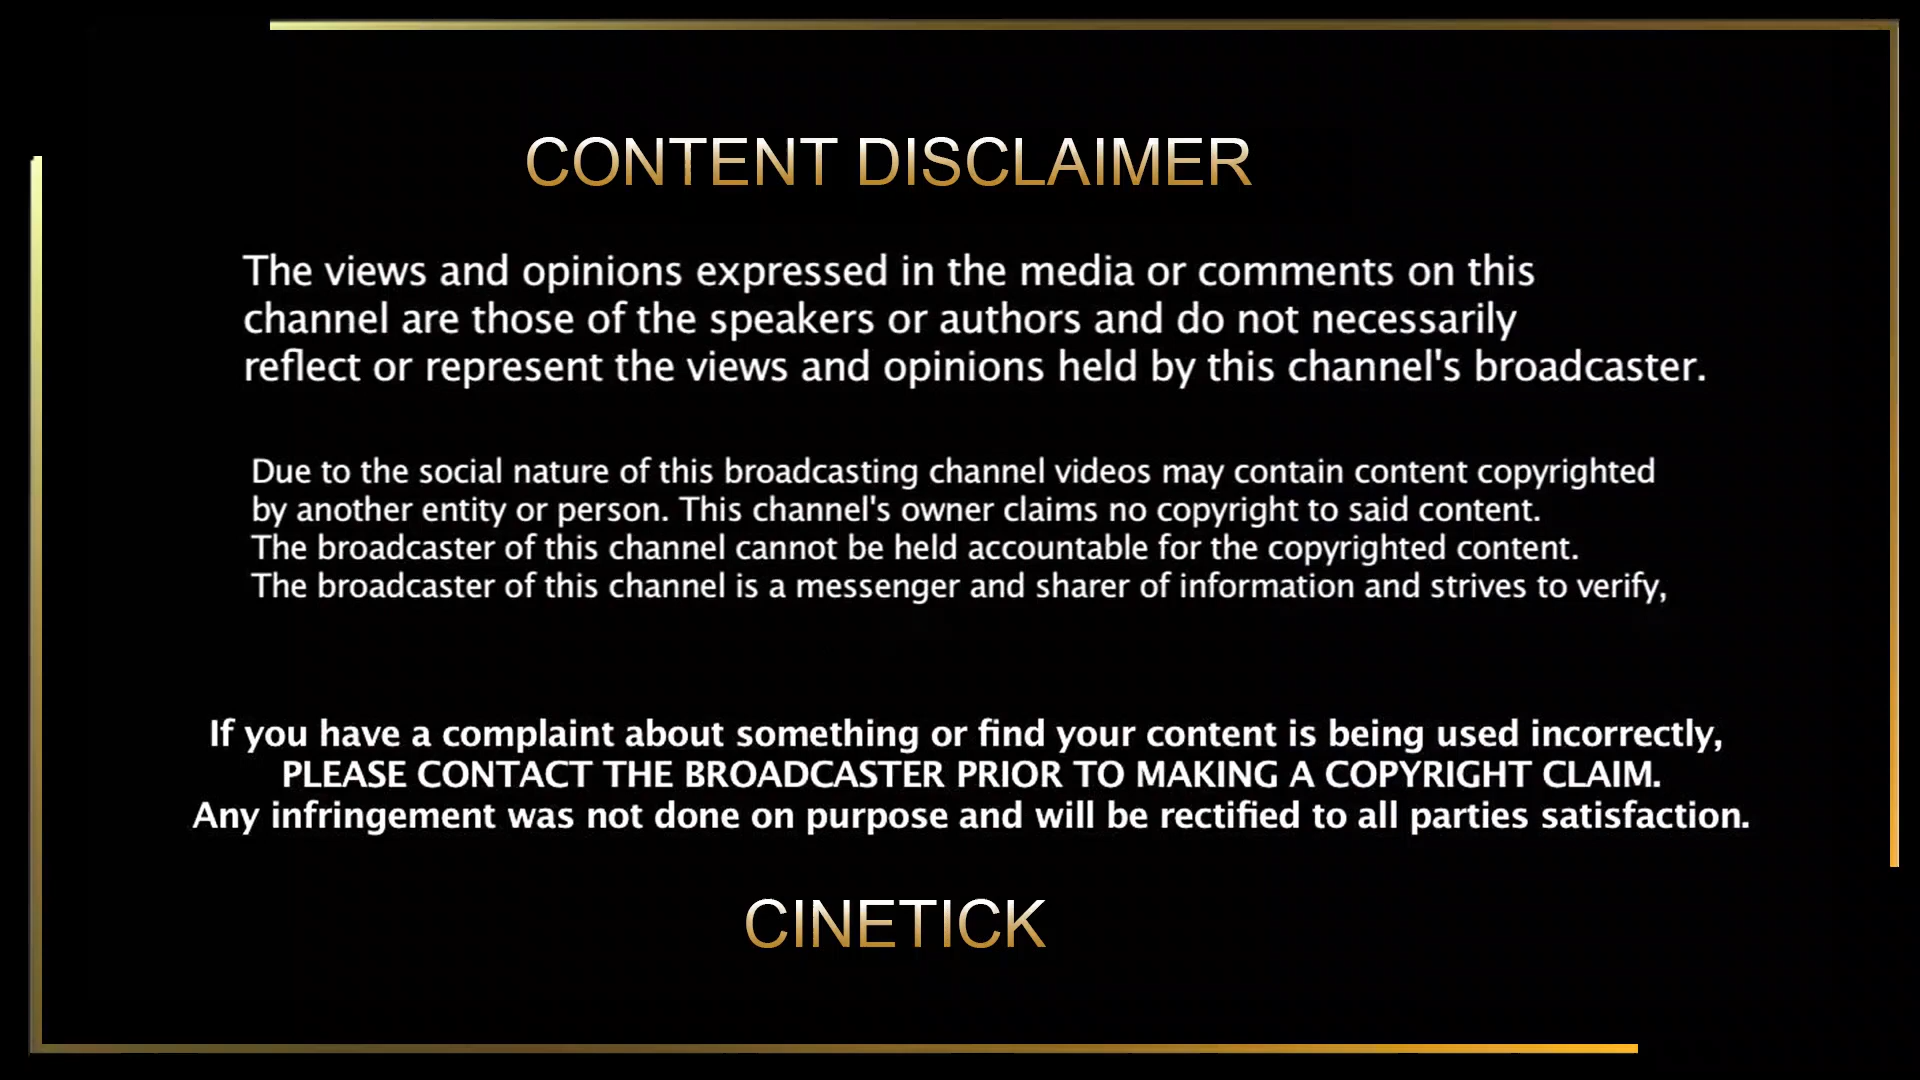 CONTENT DISCLAIMER
The views and opinions expressed in the media or comments on this
channel are those of the speakers or authors and do not necessarily
reflect or represent the views and opinions held by this channel's broadcaster.
Due to the social nature of this broadcasting channel videos may contain content copyrighted
by another entity or person. This channel's owner claims no copyright to said content.
The broadcaster of this channel cannot be held accountable for the copyrighted content.
The broadcaster of this channel is a messenger and sharer of information and strives to verify,
If you have a complaint about something or find your content is being used incorrectly,
PLEASE CONTACT THE BROADCASTER PRIOR TO MAKING A COPYRIGHT CLAIM.
Any infringement was not done on purpose and will be rectified to all parties satisfaction.
CINETICK